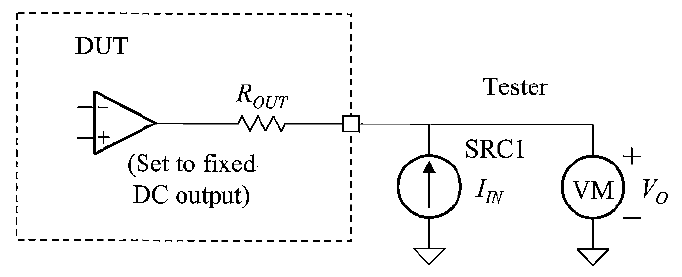 DUT
R_OUT
(Set to fixed
DC output)
Tester
SRC1
I_IN
VM
V_O